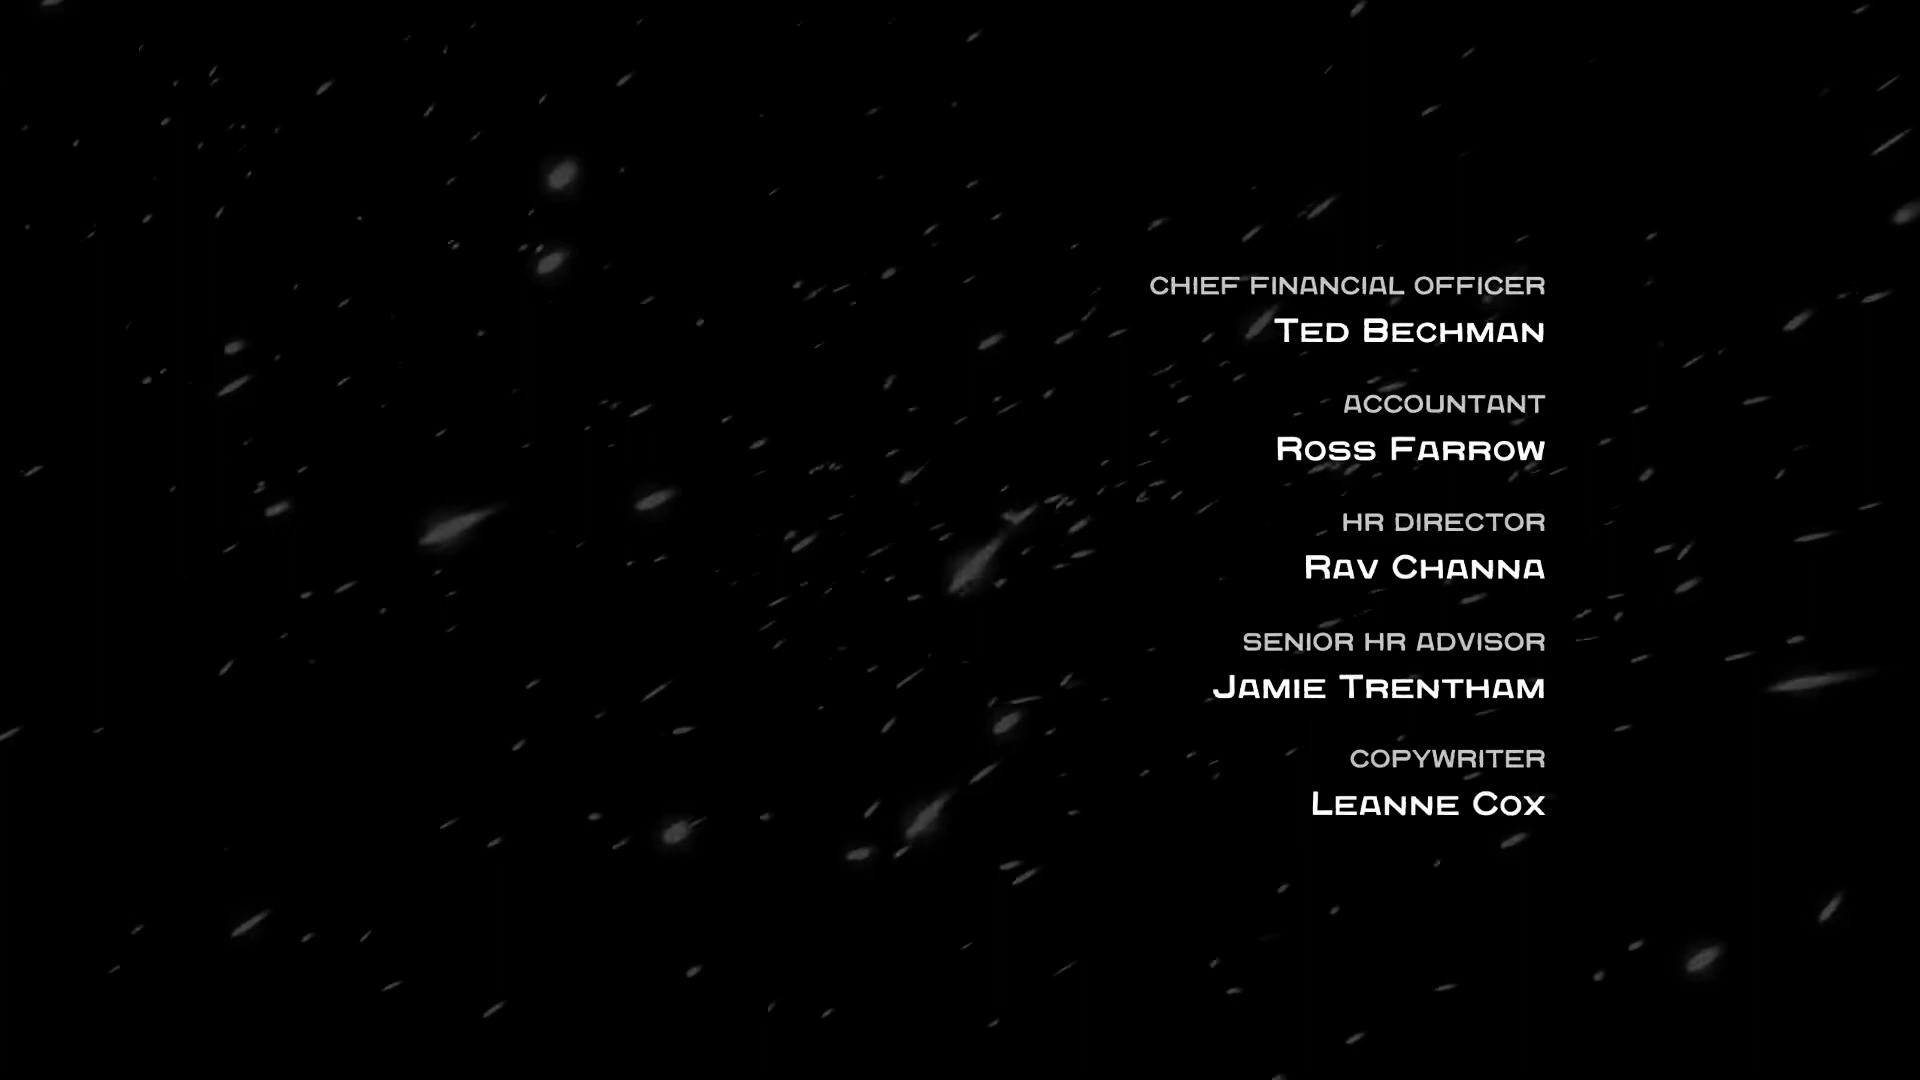 CHIEF FINANCIAL OFFICER
TED BECHMAN
ACCOUNTANT
ROSS FARROW
HR DIRECTOR
RAV CHANNA
SENIOR HR ADVISOR
JAMIE TRENTHAM
COPYWRITER
LEANNE COX